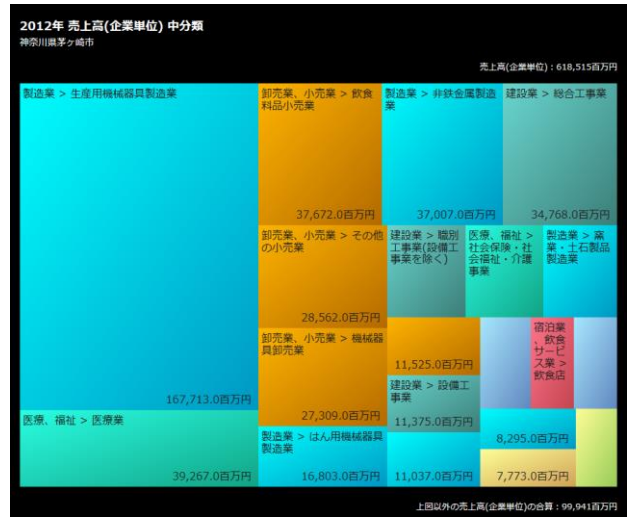 2012年 売上高(企業単位) 中分類
神奈川県茅ヶ崎市
売上高(企業単位) : 618,515百万円
製造業 > 生産用機械器具製造業
167,713.0百万円
医療、福祉 > 医療業
39,267.0百万円
卸売業、小売業 > 飲食
料品小売業
37,672.0百万円
製造業 > 非鉄金属製造
業
37,007.0百万円
建設業 > 総合工事業
34,768.0百万円
卸売業、小売業 > その他
の小売業
28,562.0百万円
卸売業、小売業 > 機械器
具卸売業
27,309.0百万円
製造業 > はん用機械器具
製造業
16,803.0百万円
建設業 > 職別
工事業(設備工
事業を除く)
医療、福祉 >
社会保険・社
会福祉・介護
事業
製造業 > 窯
業・土石製品
製造業
11,525.0百万円
建設業 > 設備工
事業
11,375.0百万円
11,037.0百万円
宿泊業
、飲食
サービ
ス業 >
飲食店
8,295.0百万円
7,773.0百万円
上図以外の売上高(企業単位)の合算 : 99,941百万円